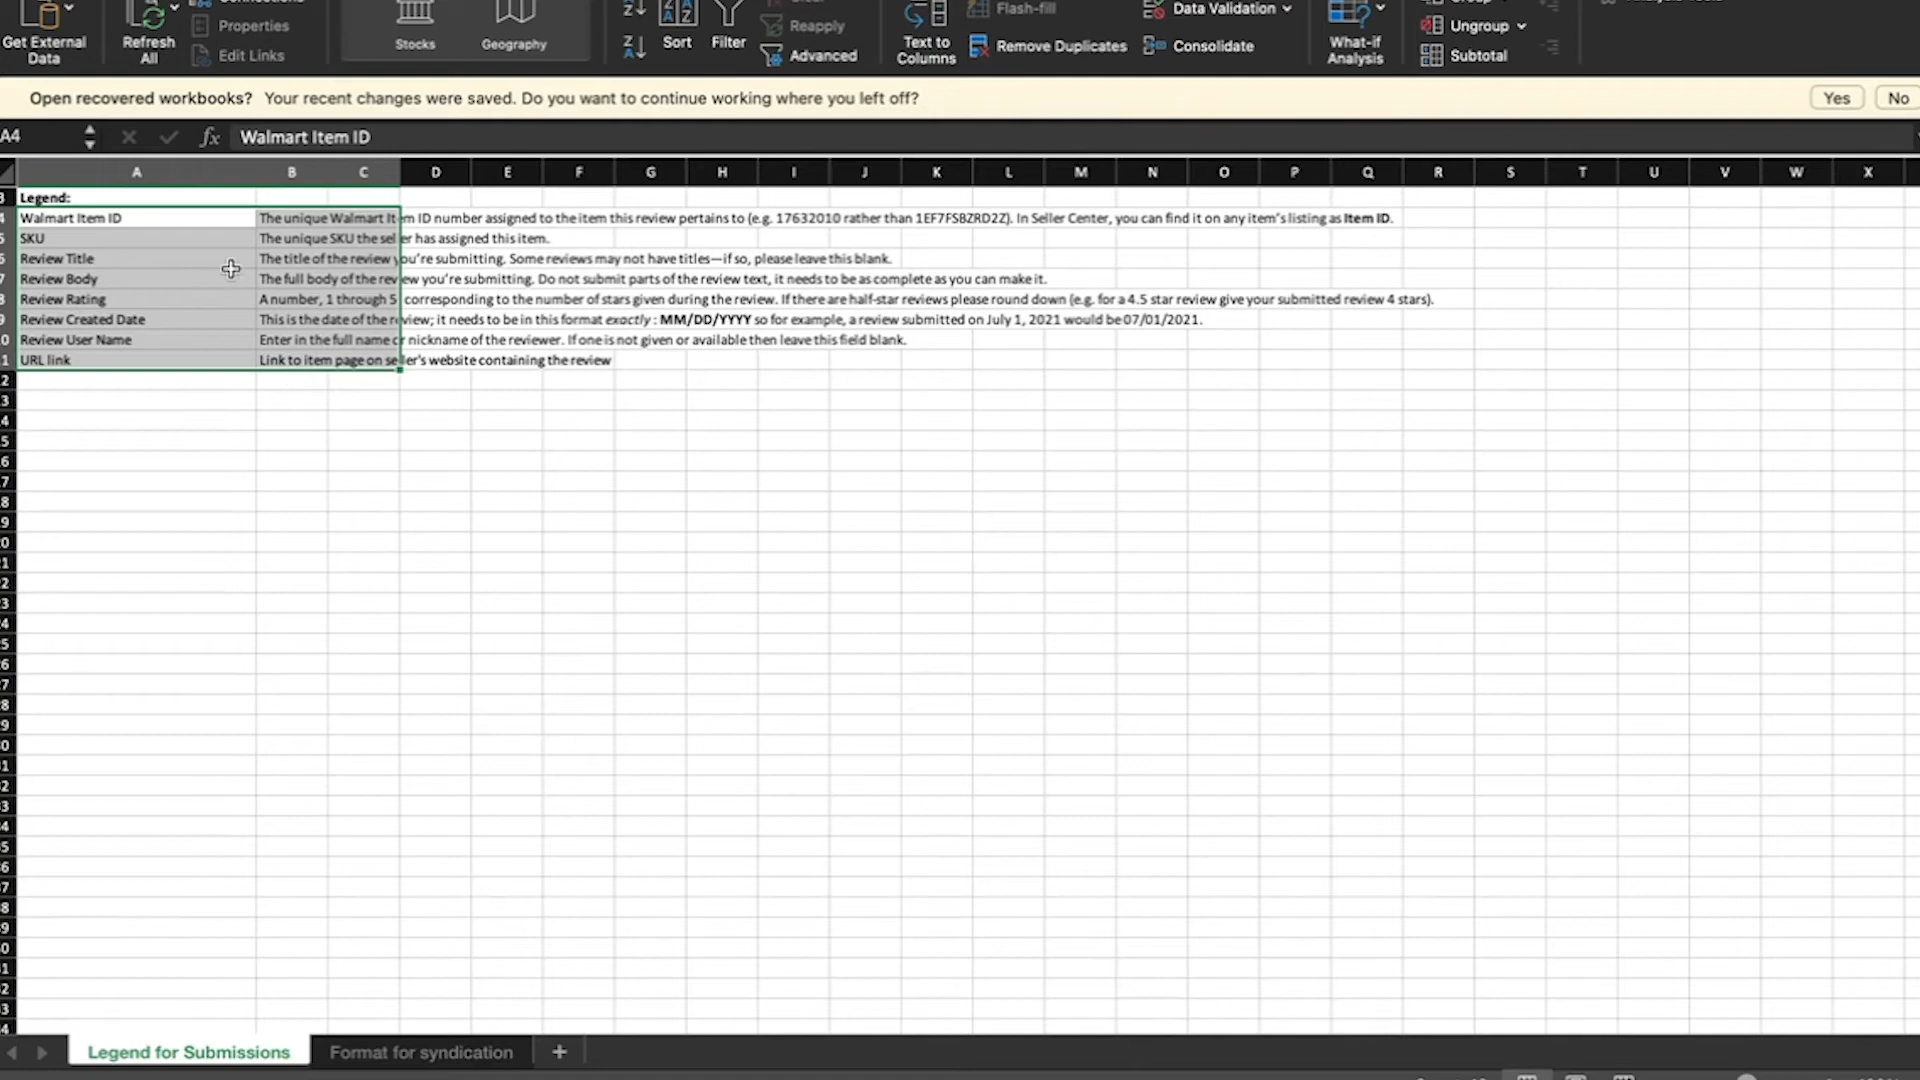 Get External Data
Refresh All
Properties
Edit Links
Stocks
Geography
Sort
Filter
Reapply
Advanced
Text to Columns
Flash-fill
Remove Duplicates
Data Validation
Consolidate
What-if Analysis
Ungroup
Subtotal
Open recovered workbooks? Your recent changes were saved. Do you want to continue working where you left off?
Yes
No
A4
fx
Walmart Item ID
A B C D E F G H I J K L M N O P Q R S T U V W X
Legend:
Walmart Item ID The unique Walmart Item ID number assigned to the item this review pertains to (e.g. 17632010 rather than 1EF7FSBZRD2Z). In Seller Center, you can find it on any item's listing as Item ID.
SKU The unique SKU the seller has assigned this item.
Review Title The title of the review you're submitting. Some reviews may not have titles—if so, please leave this blank.
Review Body The full body of the review you're submitting. Do not submit parts of the review text, it needs to be as complete as you can make it.
Review Rating A number, 1 through 5 corresponding to the number of stars given during the review. If there are half-star reviews please round down (e.g. for a 4.5 star review give your submitted review 4 stars).
Review Created Date This is the date of the review; it needs to be in this format exactly : MM/DD/YYYY so for example, a review submitted on July 1, 2021 would be 07/01/2021.
Review User Name Enter in the full name or nickname of the reviewer. If one is not given or available then leave this field blank.
URL link Link to item page on seller's website containing the review
Legend for Submissions
Format for syndication